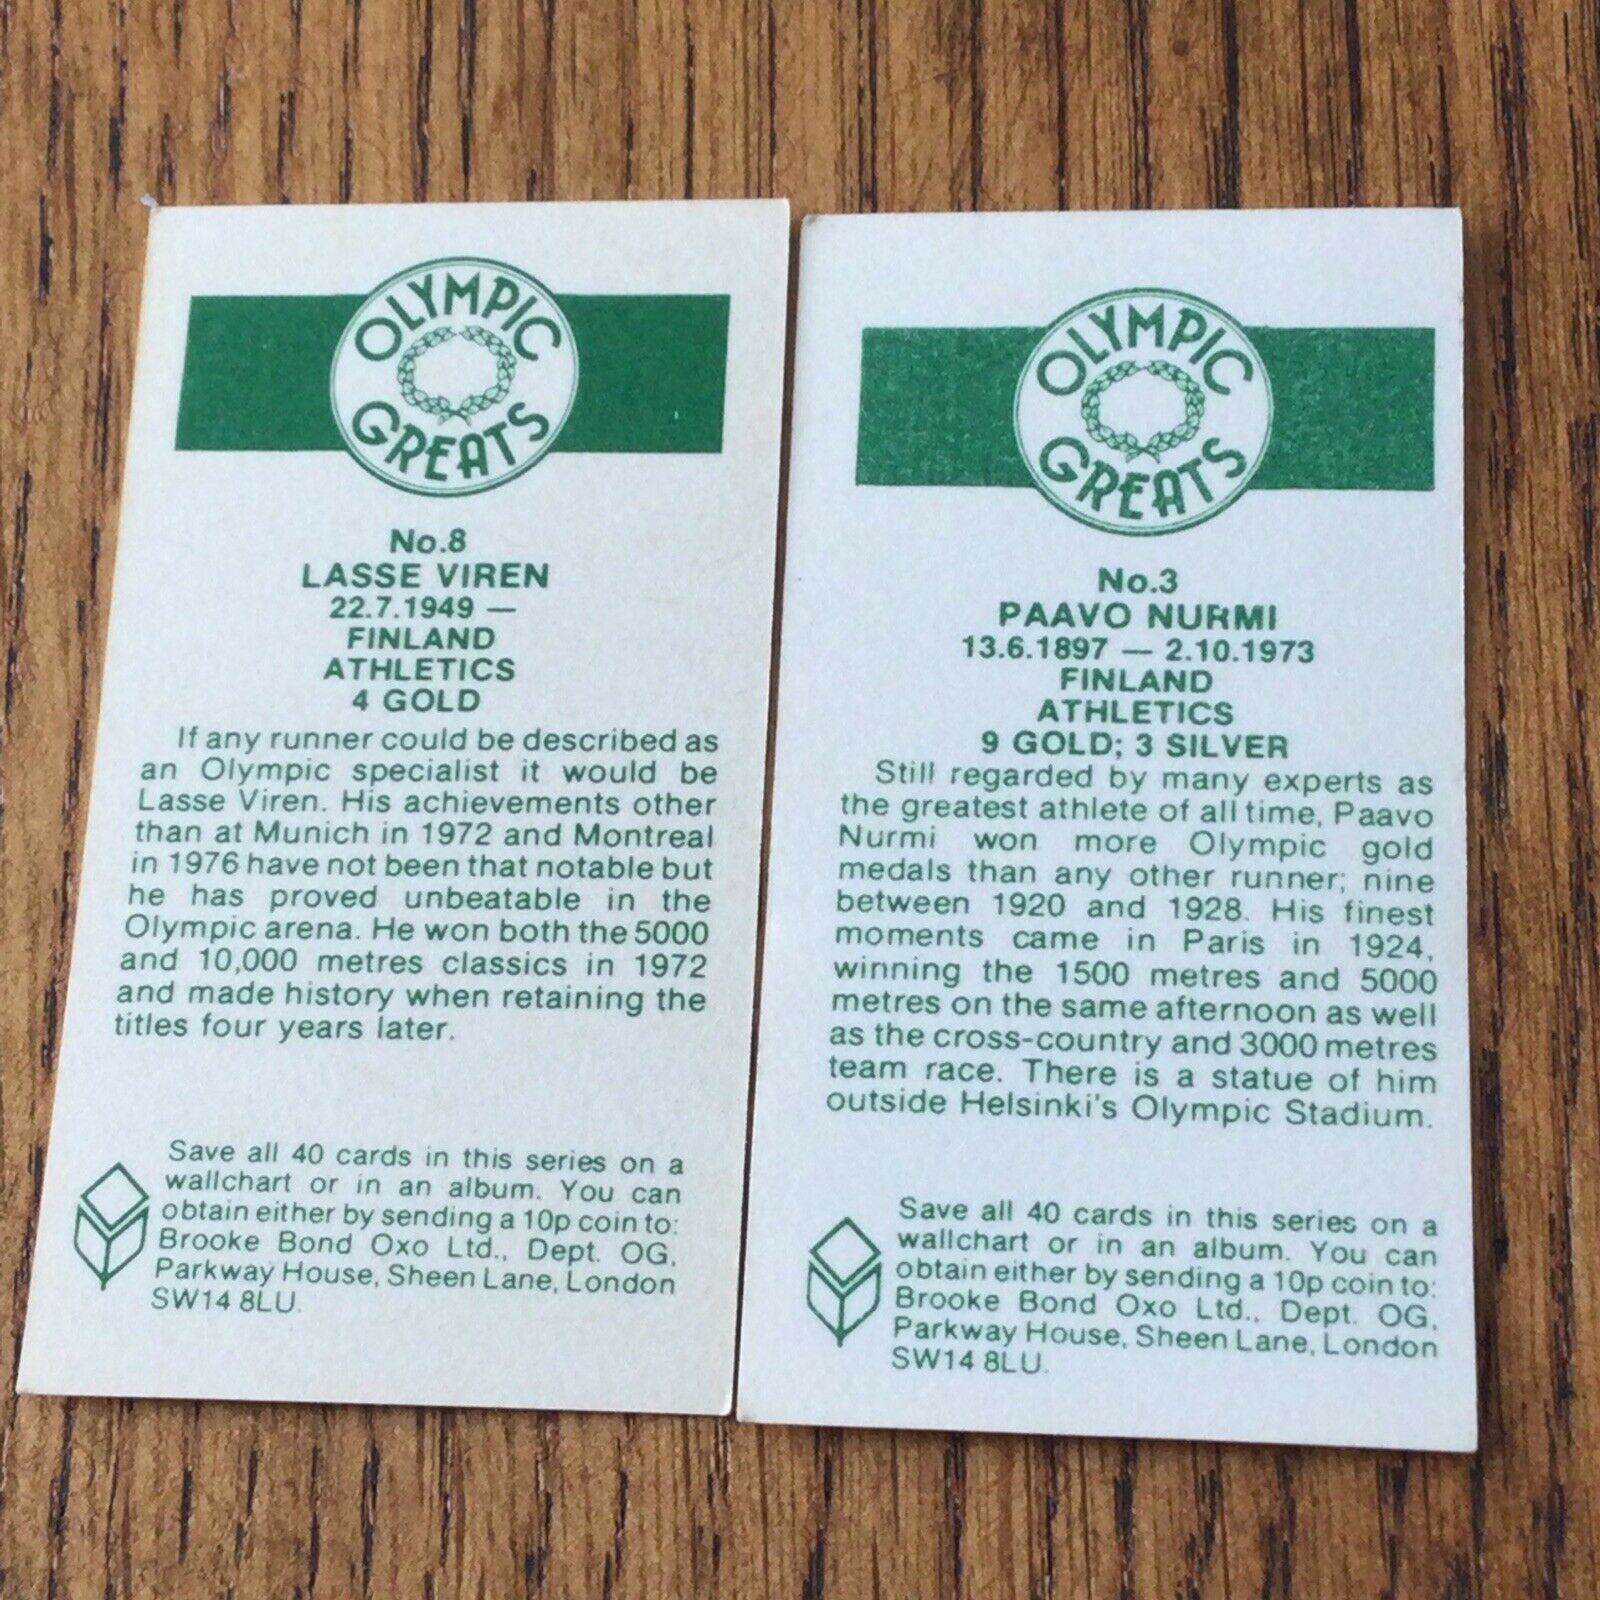 OLYMPIC
GREATS
No.8
LASSE VIREN
22.7.1949 —
FINLAND
ATHLETICS
4 GOLD
If any runner could be described as
an Olympic specialist it would be
Lasse Viren. His achievements other
than at Munich in 1972 and Montreal
in 1976 have not been that notable but
he has proved unbeatable in the
Olympic arena. He won both the 5000
and 10,000 metres classics in 1972
and made history when retaining the
titles four years later.
Save all 40 cards in this series on a
wallchart or in an album. You can
obtain either by sending a 10p coin to:
Brooke Bond Oxo Ltd., Dept. OG,
Parkway House, Sheen Lane, London
SW14 8LU.
OLYMPIC
GREATS
No.3
PAAVO NURMI
13.6.1897 — 2.10.1973
FINLAND
ATHLETICS
9 GOLD; 3 SILVER
Still regarded by many experts as
the greatest athlete of all time, Paavo
Nurmi won more Olympic gold
medals than any other runner; nine
between 1920 and 1928. His finest
moments came in Paris in 1924,
winning the 1500 metres and 5000
metres on the same afternoon as well
as the cross-country and 3000 metres
team race. There is a statue of him
outside Helsinki's Olympic Stadium.
Save all 40 cards in this series on a
wallchart or in an album. You can
obtain either by sending a 10p coin to:
Brooke Bond Oxo Ltd., Dept. OG,
Parkway House, Sheen Lane, London
SW14 8LU.